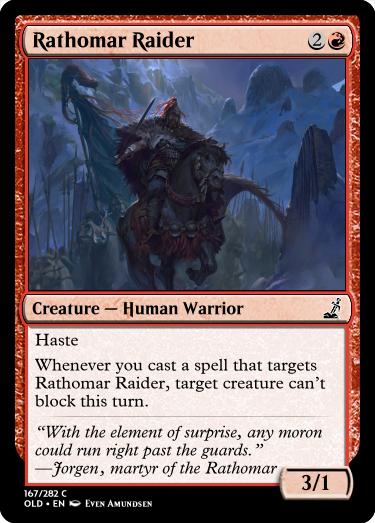 Rathomar Raider 2
Creature — Human Warrior
Haste
Whenever you cast a spell that targets
Rathomar Raider, target creature can't
block this turn.
“With the element of surprise, any moron
could run right past the guards.”
—Jorgen, martyr of the Rathomar
3/1
167/282 C
OLD • EN Even Amundsen